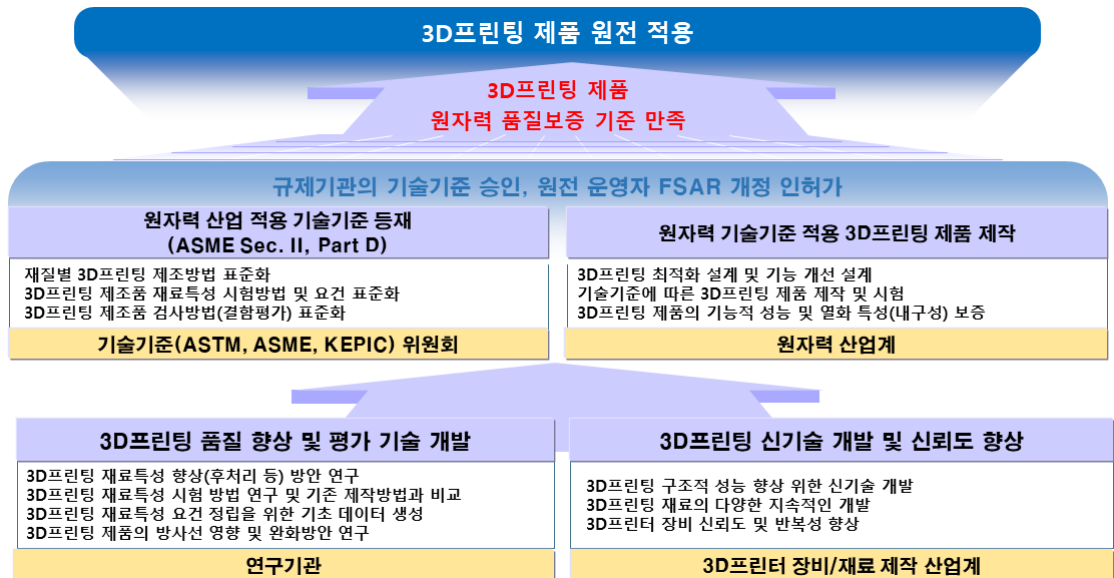 3D프린팅 제품 원전 적용
3D프린팅 제품
원자력 품질보증 기준 만족
규제기관의 기술기준 승인, 원전 운영자 FSAR 개정 인허가
원자력 산업 적용 기술기준 등재
(ASME Sec. II, Part D)
재질별 3D프린팅 제조방법 표준화
3D프린팅 제조품 재료특성 시험방법 및 요건 표준화
3D프린팅 제조품 검사방법(결함평가) 표준화
기술기준(ASTM, ASME, KEPIC) 위원회
원자력 기술기준 적용 3D프린팅 제품 제작
3D프린팅 최적화 설계 및 기능 개선 설계
기술기준에 따른 3D프린팅 제품 제작 및 시험
3D프린팅 제품의 기능적 성능 및 열화 특성(내구성) 보증
원자력 산업계
3D프린팅 품질 향상 및 평가 기술 개발
3D프린팅 재료특성 향상(후처리 등) 방안 연구
3D프린팅 재료특성 시험 방법 연구 및 기존 제작방법과 비교
3D프린팅 재료특성 요건 정립을 위한 기초 데이터 생성
3D프린팅 제품의 방사선 영향 및 완화방안 연구
연구기관
3D프린팅 신기술 개발 및 신뢰도 향상
3D프린팅 구조적 성능 향상 위한 신기술 개발
3D프린팅 재료의 다양한 지속적인 개발
3D프린터 장비 신뢰도 및 반복성 향상
3D프린터 장비/재료 제작 산업계